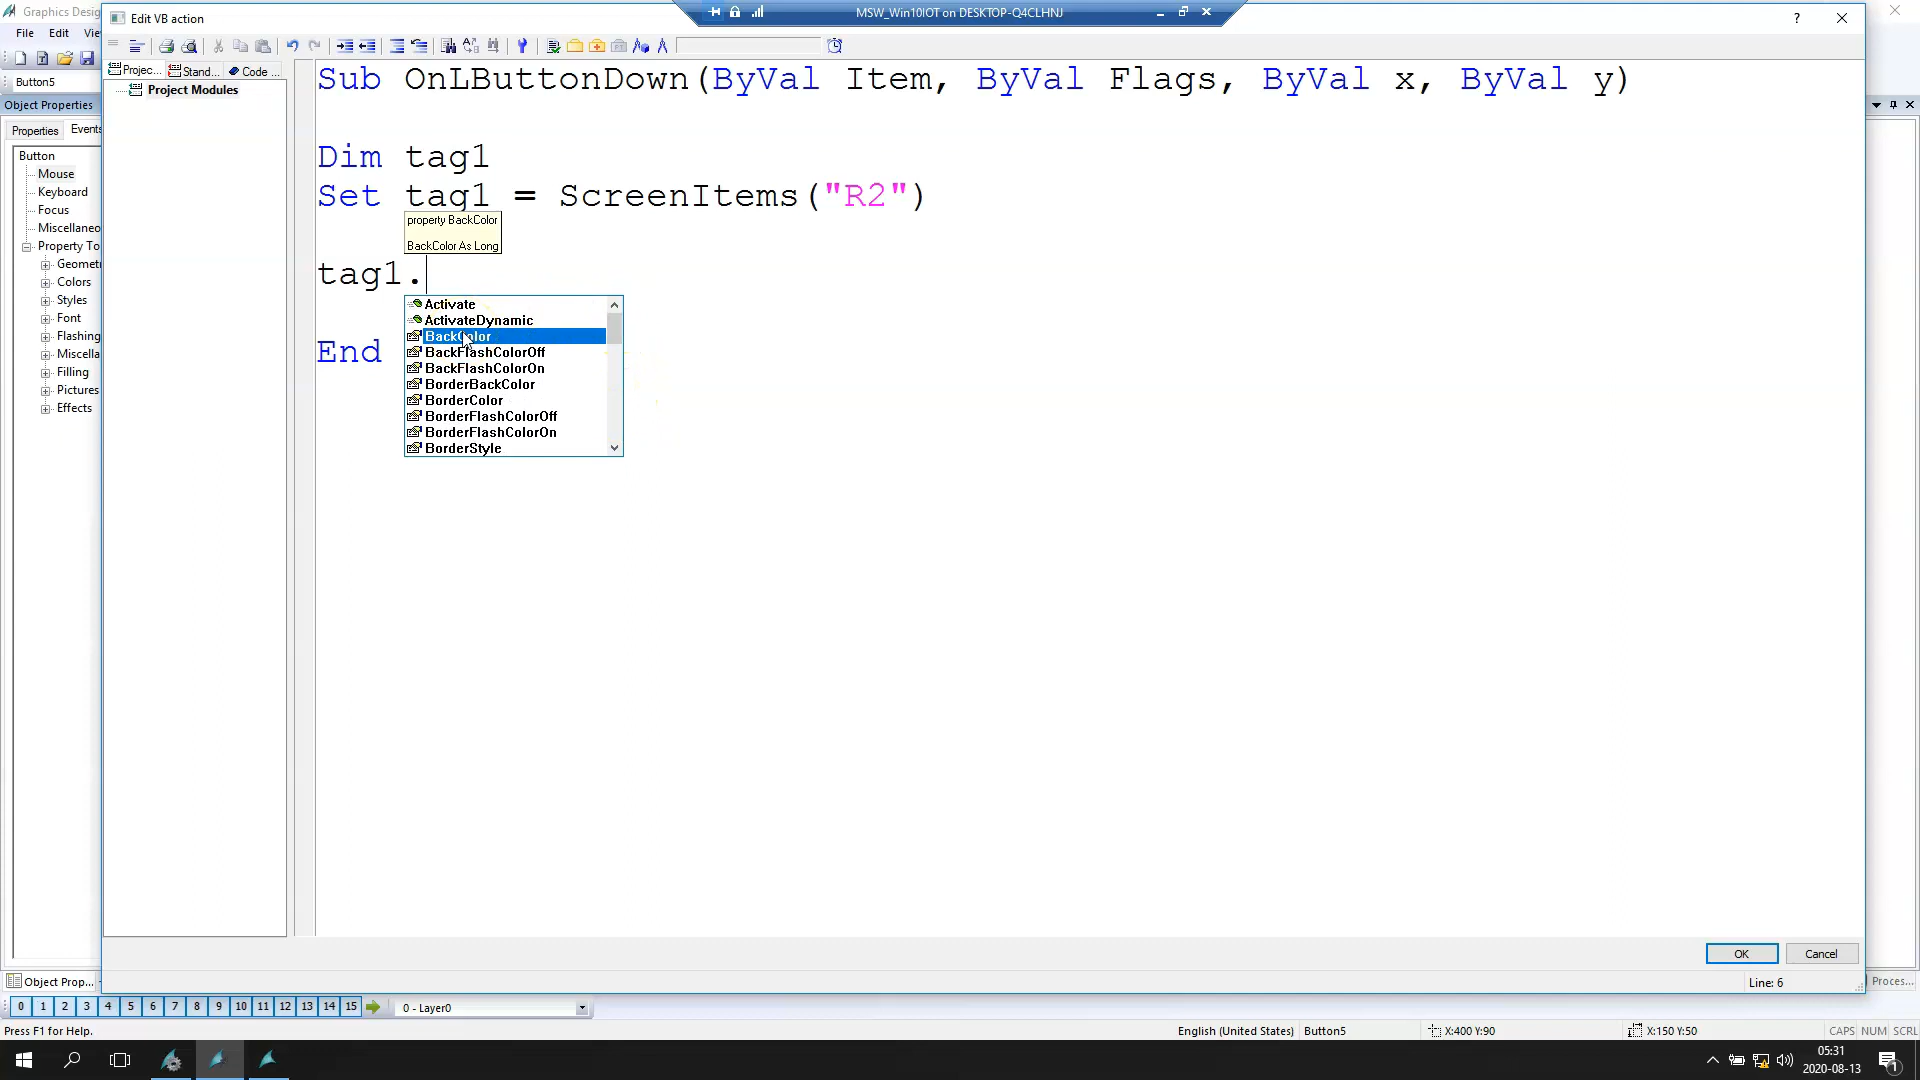 Graphics Desig
Edit VB action
MSW_Win10IOT on DESKTOP-Q4CLHNJ
File Edit Vie
Button5
Projec... Stand... Code ...
Project Modules
Object Properties
Properties Events
Button
Mouse
Keyboard
Focus
Miscellaneo
Property To
Geometr
Colors
Styles
Font
Flashing
Miscella
Filling
Pictures
Effects
Sub OnLButtonDown(ByVal Item, ByVal Flags, ByVal x, ByVal y)
Dim tag1
Set tag1 = ScreenItems("R2")
property BackColor
BackColor As Long
tag1.
Activate
ActivateDynamic
BackColor
BackFlashColorOff
BackFlashColorOn
BorderBackColor
BorderColor
BorderFlashColorOff
BorderFlashColorOn
BorderStyle
End
OK Cancel
Line: 6
Object Prop... Proces...
0 1 2 3 4 5 6 7 8 9 10 11 12 13 14 15 0 - Layer0
Press F1 for Help. English (United States) Button5 X:400 Y:90 X:150 Y:50 CAPS NUM SCRL
05:31
2020-08-13
1